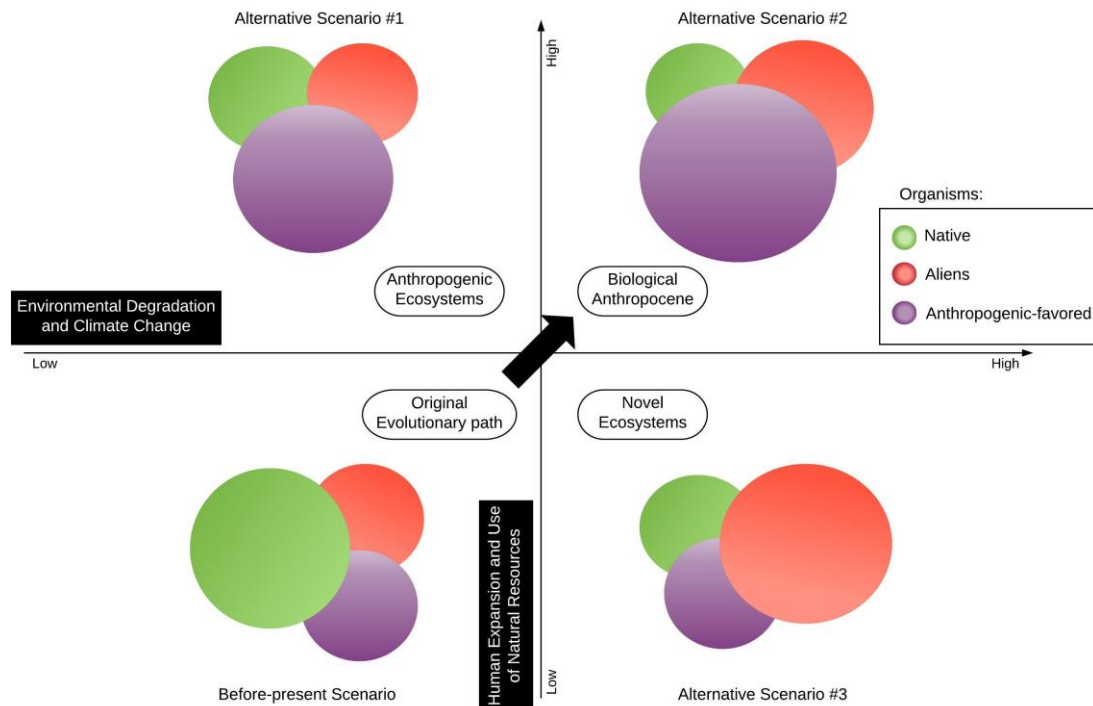 Alternative Scenario #1
Alternative Scenario #2
High
Organisms:
Native
Aliens
Anthropogenic-favored
Anthropogenic
Ecosystems
Biological
Anthropocene
Environmental Degradation
and Climate Change
Low
High
Original
Evolutionary path
Novel
Ecosystems
Human Expansion and Use
of Natural Resources
Low
Before-present Scenario
Alternative Scenario #3